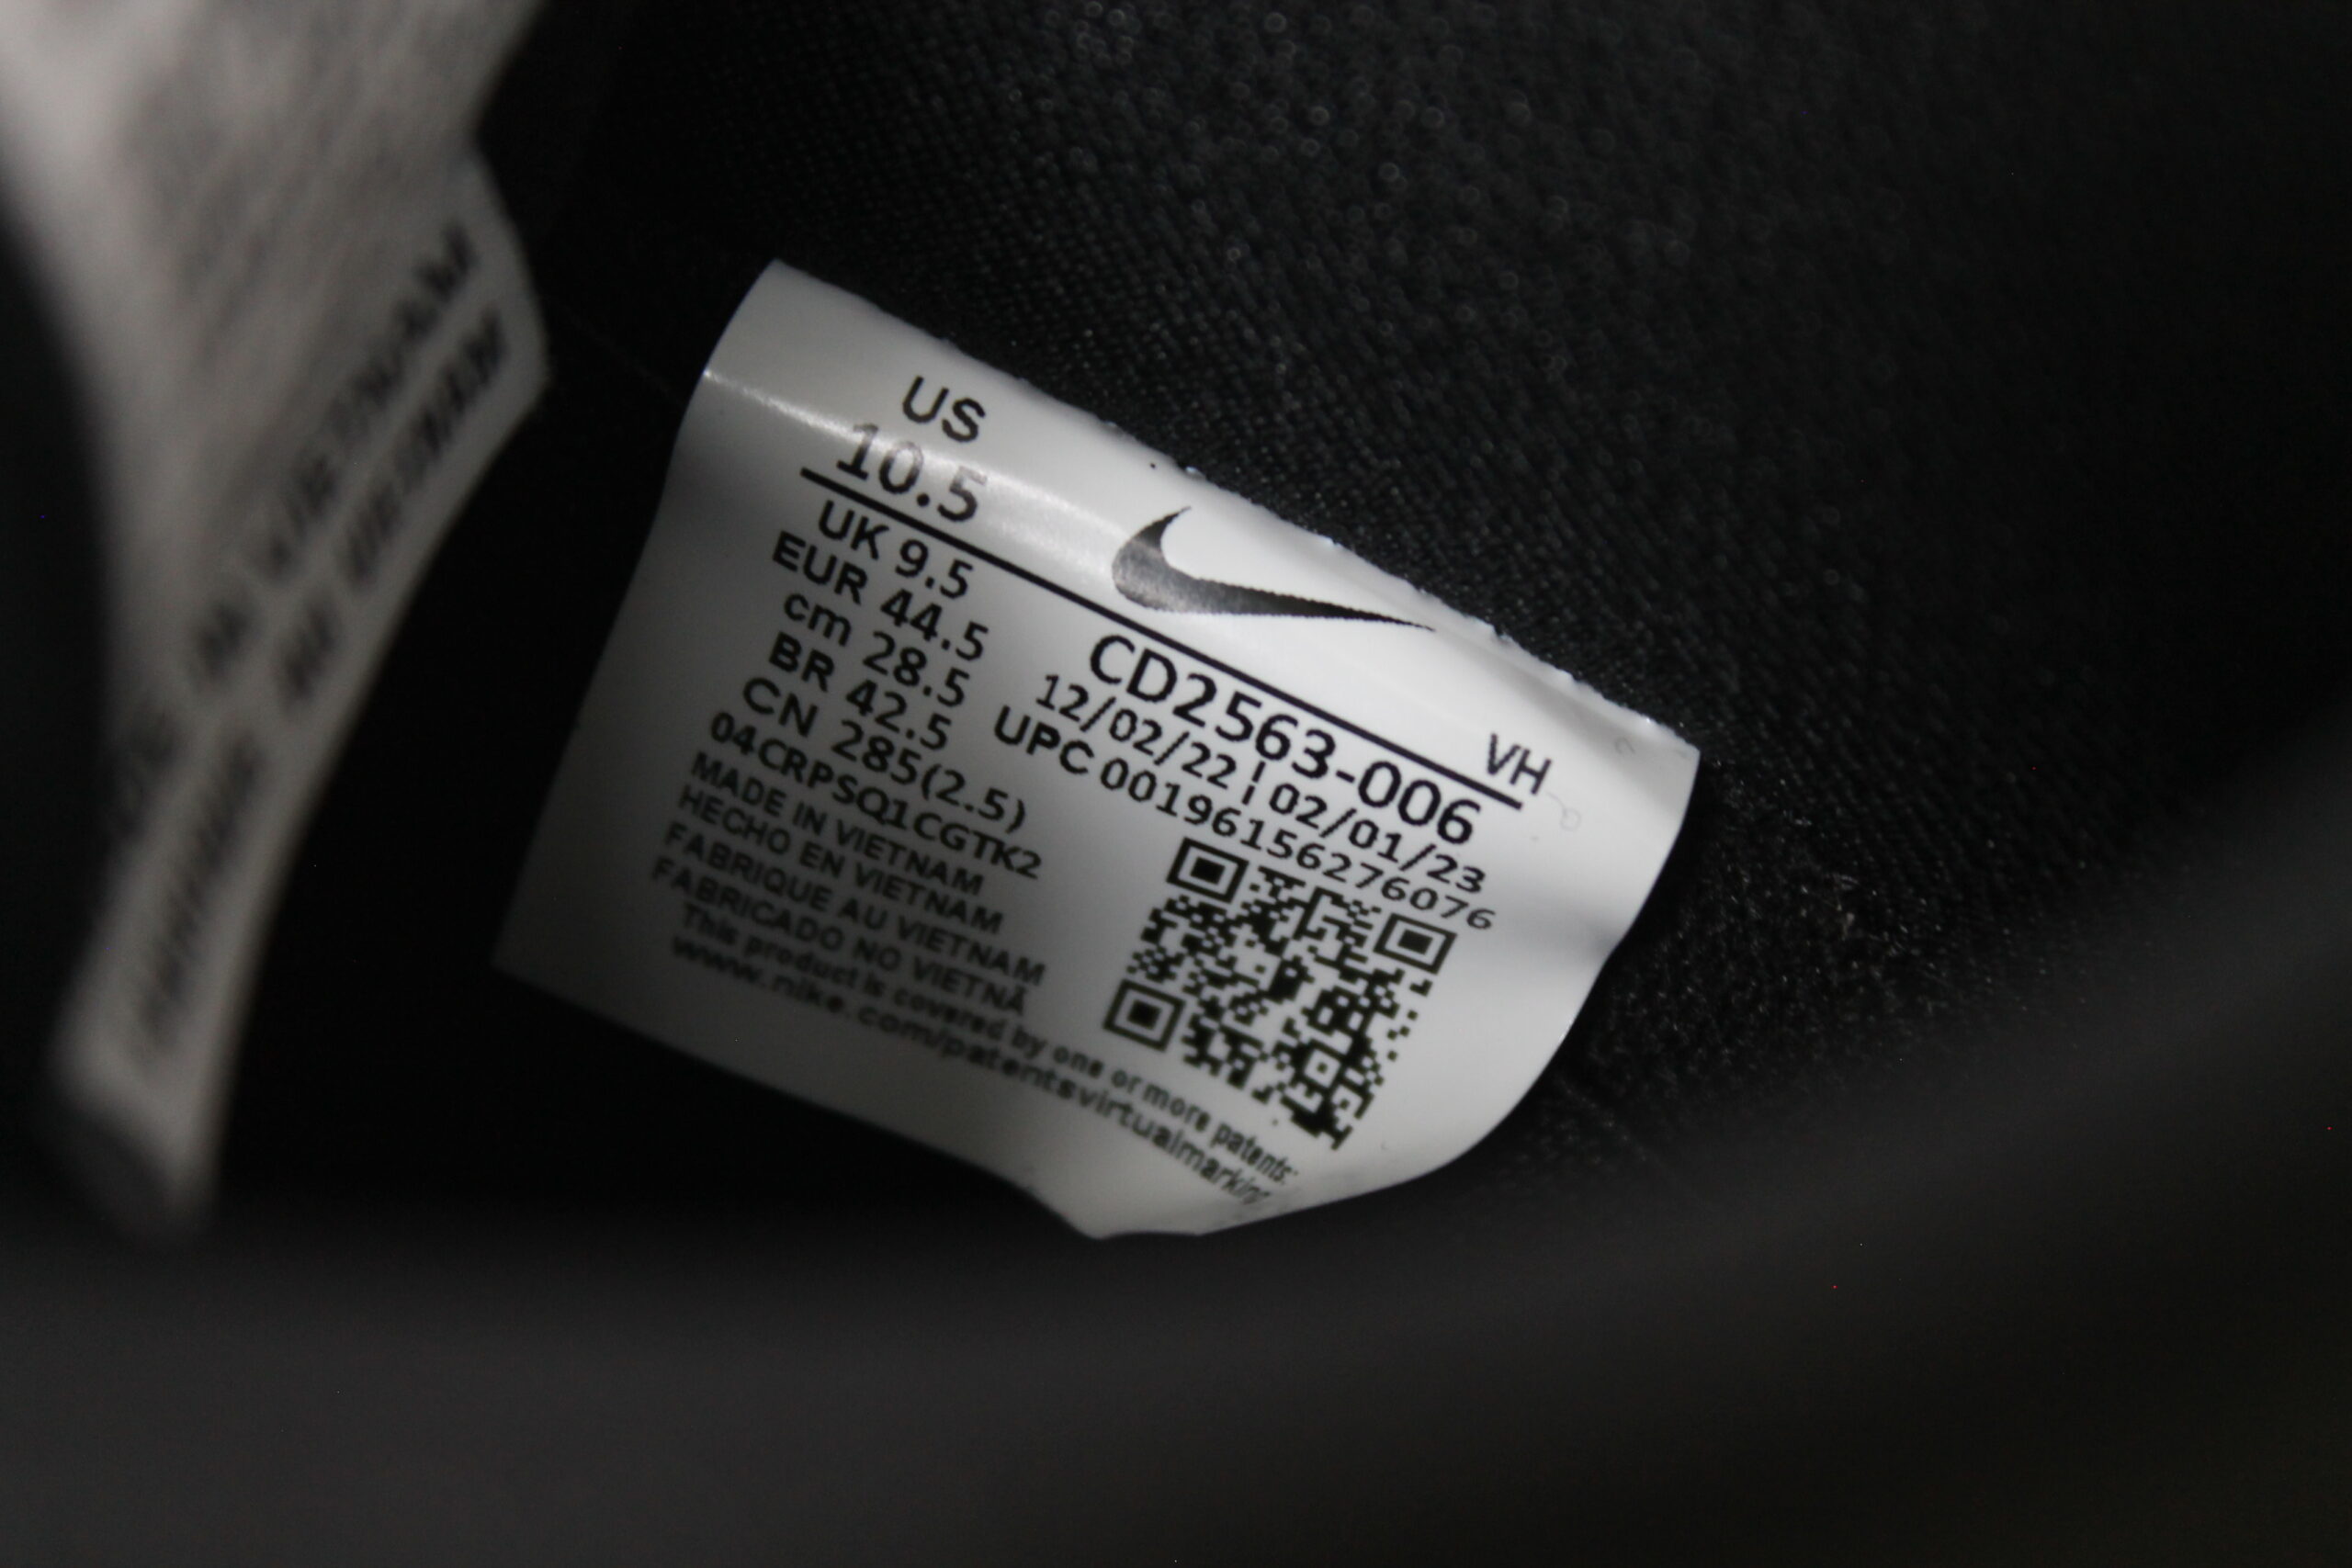 US
10.5
VH
UK 9.5
EUR 44.5
cm 28.5
BR 42.5
CN 285(2.5)
04CRPSQ1CGTK2
MADE IN VIETNAM
HECHO EN VIETNAM
FABRIQUE AU VIETNAM
FABRICADO NO VIETNÃ
CD2563-006
12/02/22 ¦ 02/01/23
UPC 00196156276076
This product is covered by one or more patents:
www.nike.com/patentsvirtualmarking